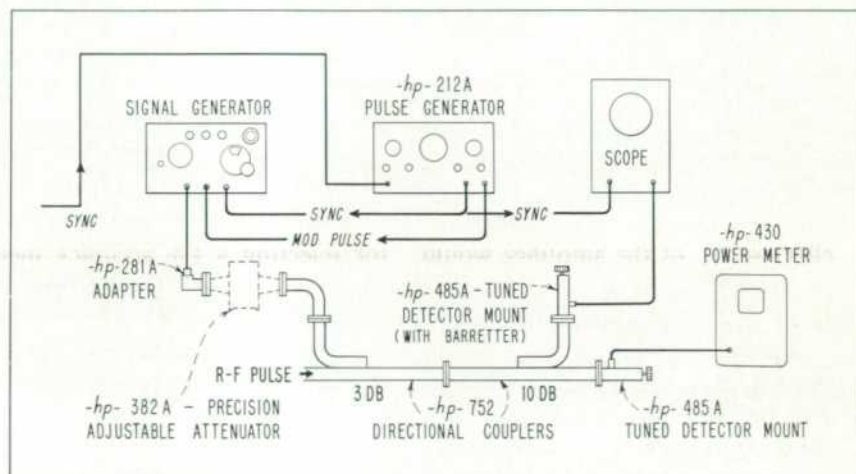 -hp-212A
PULSE GENERATOR
SIGNAL GENERATOR
SCOPE
SYNC
SYNC
SYNC
MOD PULSE
-hp-430
POWER METER
-hp-281A
ADAPTER
-hp-485A-TUNED
DETECTOR MOUNT
(WITH BARRETTER)
R-F PULSE
3 DB
10 DB
-hp-382A - PRECISION
ADJUSTABLE ATTENUATOR
-hp-752
DIRECTIONAL COUPLERS
-hp-485A
TUNED DETECTOR MOUNT